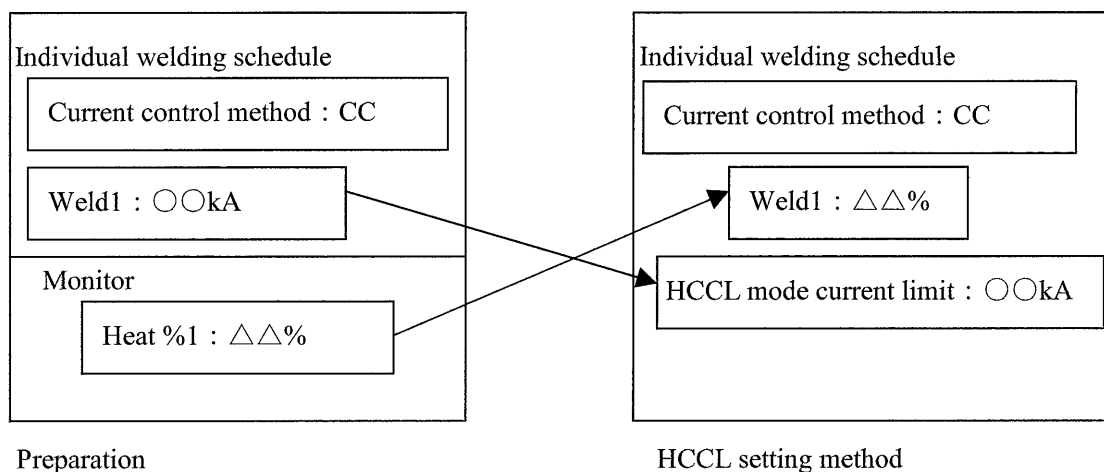 Individual welding schedule
Current control method：CC
Weld1：○○kA
Monitor
Heat %1：△△%
Preparation
Individual welding schedule
Current control method：CC
Weld1：△△%
HCCL mode current limit：○○kA
HCCL setting method